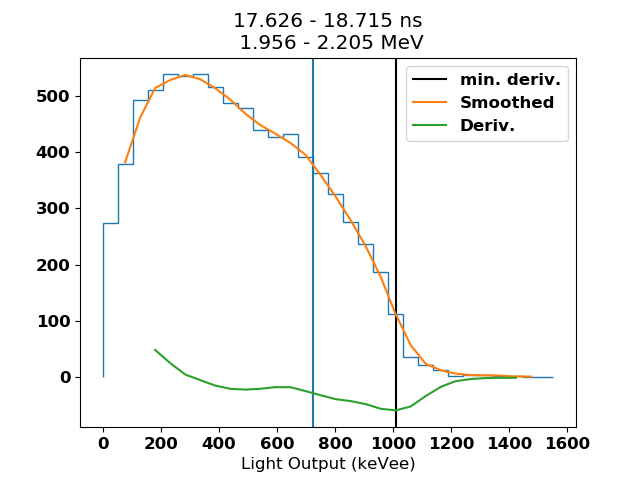 17.626 - 18.715 ns
1.956 - 2.205 MeV
min. deriv.
Smoothed
Deriv.
500
400
300
200
100
0
0 200 400 600 800 1000 1200 1400 1600
Light Output (keVee)